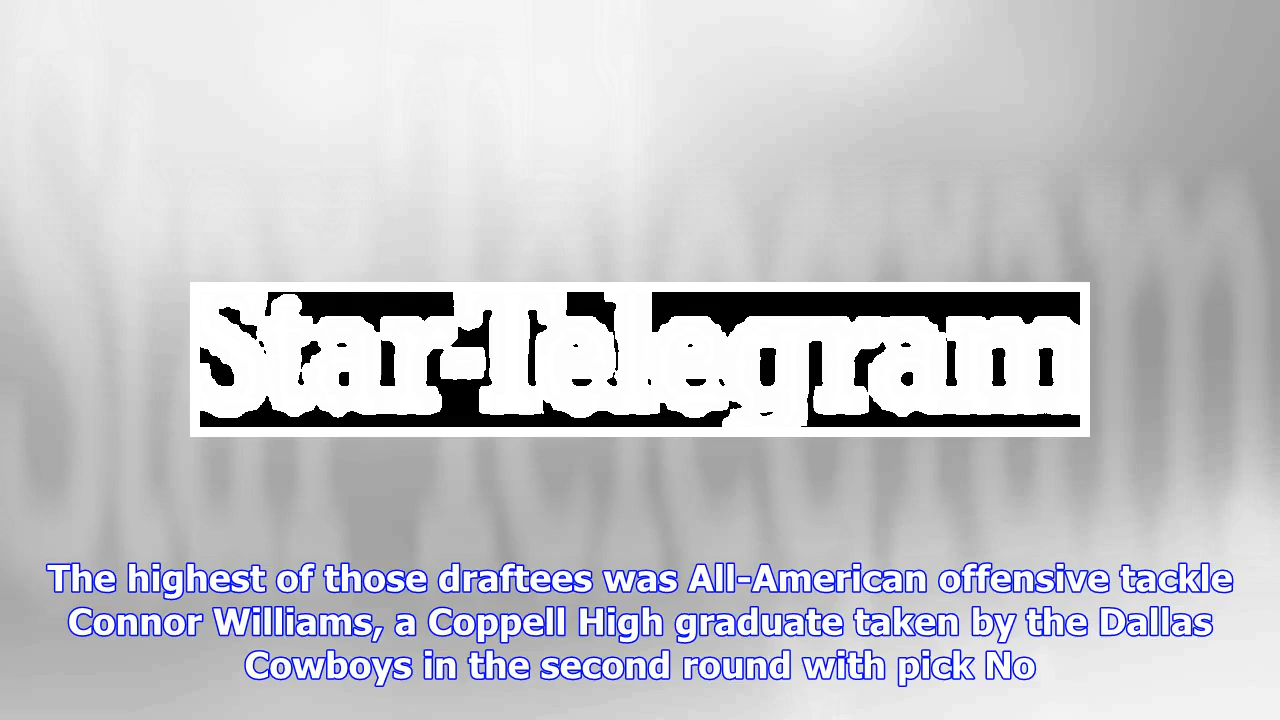 Star-Telegram
The highest of those draftees was All-American offensive tackle
Connor Williams, a Coppell High graduate taken by the Dallas
Cowboys in the second round with pick No